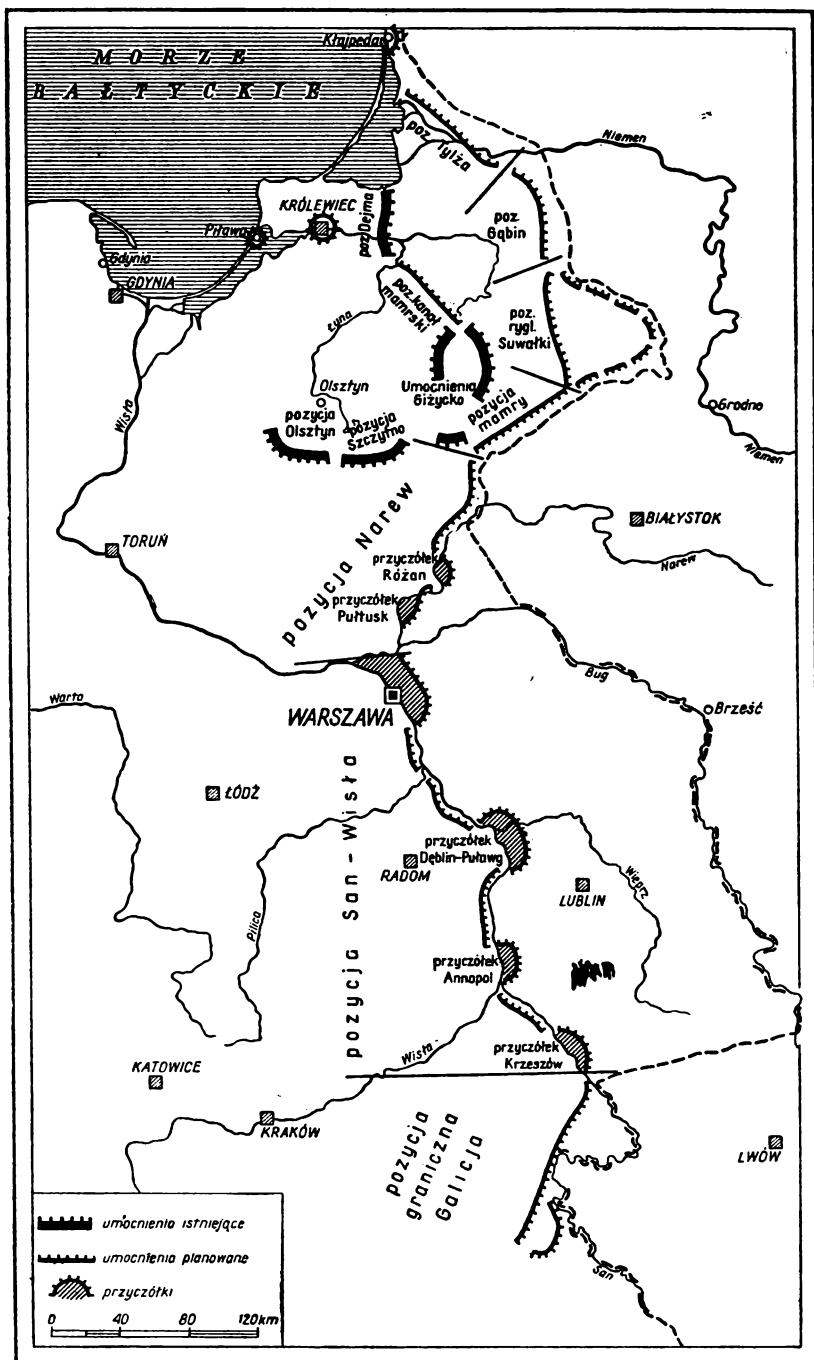 MORZE
BAŁTYCKIE
Kłajpeda
Niemen
poz. Tylża
KRÓLEWIEC
Piława
poz. Dejma
poz.
Gąbin
Gdynia
GDYNIA
poz. kanał
mamrski
poz.
rygl.
Suwałki
Łyna
Wisła
Olsztyn
Umocnienia
Giżycko
pozycja
Olsztyn
pozycja
Szczytno
pozycja
mamry
Grodno
Niemen
BIAŁYSTOK
Narew
TORUŃ
pozycja Narew
przyczółek
Różan
przyczółek
Pułtusk
Bug
Warta
WARSZAWA
Brześć
ŁÓDŹ
pozycja San-Wisła
przyczółek
Dęblin-Puławy
RADOM
LUBLIN
Wieprz
Pilica
przyczółek
Annopol
Wisła
przyczółek
Krzeszów
KATOWICE
KRAKÓW
pozycja
graniczna
Galicja
LWÓW
San
umocnienia istniejące
umocnienia planowane
przyczółki
0 40 80 120km